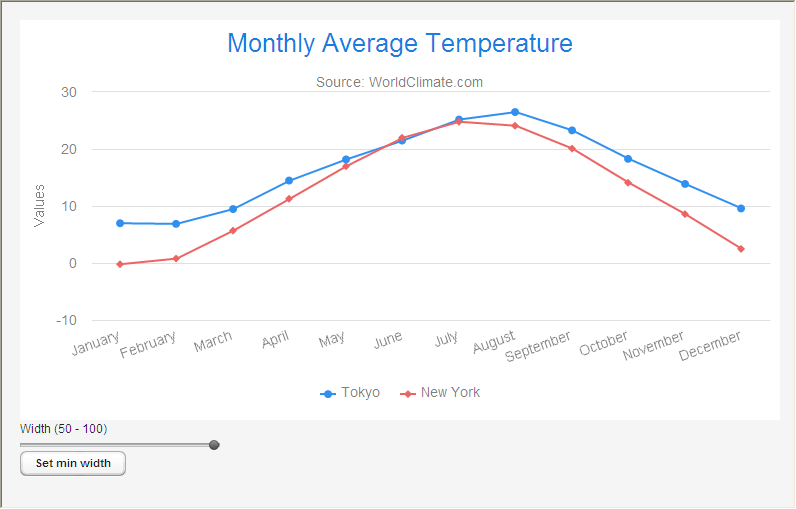 Monthly Average Temperature
Source: WorldClimate.com
30
20
10
0
-10
Values
January February March April May June July August September October November December
Tokyo New York
Width (50 - 100)
Set min width